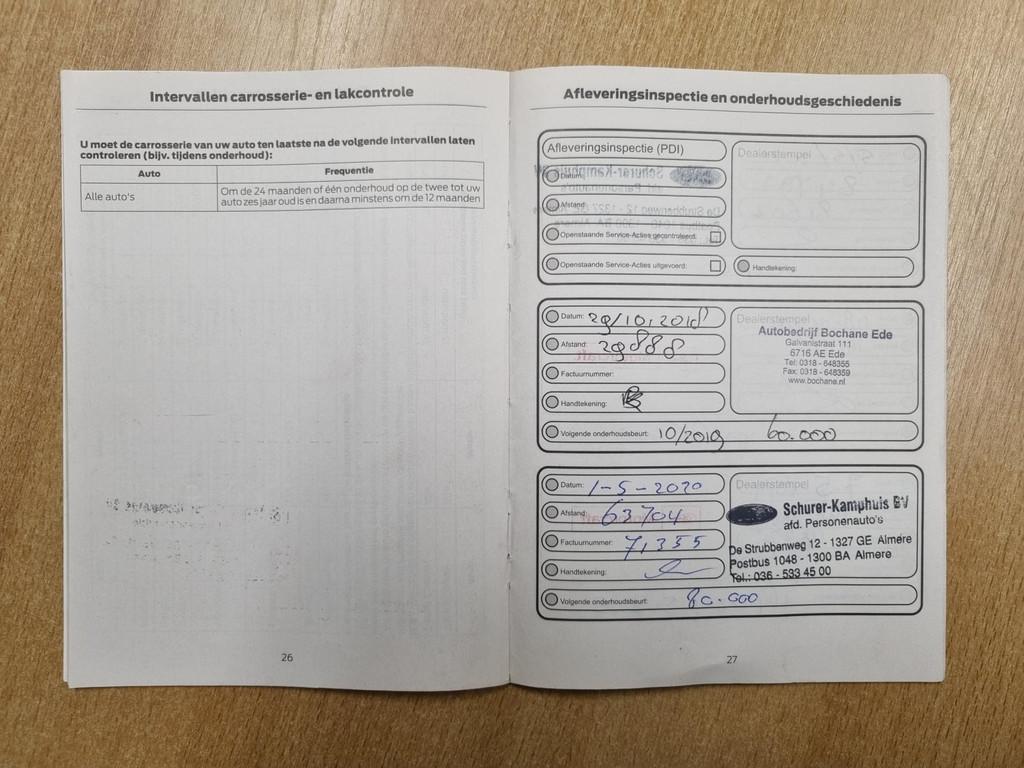 Intervallen carrosserie- en lakcontrole
U moet de carrosserie van uw auto ten laatste na de volgende intervallen laten
controleren (bijv. tijdens onderhoud):
Auto Frequentie
Alle auto's Om de 24 maanden of één onderhoud op de twee tot uw
auto zes jaar oud is en daarna minstens om de 12 maanden
26
Afleveringsinspectie en onderhoudsgeschiedenis
Afleveringsinspectie (PDI)
Dealerstempel
Datum:
Afstand:
Openstaande Service-Acties gecontroleerd:
Openstaande Service-Acties uitgevoerd:
Handtekening:
Datum: 29/10,2018
Afstand: 29888
Factuurnummer:
Handtekening:
Dealerstempel
Autobedrijf Bochane Ede
Galvanistraat 111
6716 AE Ede
Tel: 0318 - 648355
Fax: 0318 - 648359
www.bochane.nl
Volgende onderhoudsbeurt: 10/2019 60.000
Datum: 1-5-2020
Afstand: 63704
Factuurnummer: 71355
Handtekening:
Dealerstempel
Schurer-Kamphuis BV
afd. Personenauto's
De Strubbenweg 12 - 1327 GE Almere
Postbus 1048 - 1300 BA Almere
Tel.: 036 - 533 45 00
Volgende onderhoudsbeurt: 80.000
27